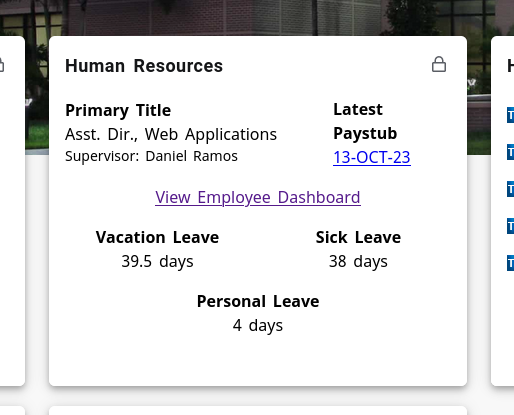 Human Resources
Primary Title
Asst. Dir., Web Applications
Supervisor: Daniel Ramos
Latest
Paystub
13-OCT-23
View Employee Dashboard
Vacation Leave
39.5 days
Sick Leave
38 days
Personal Leave
4 days